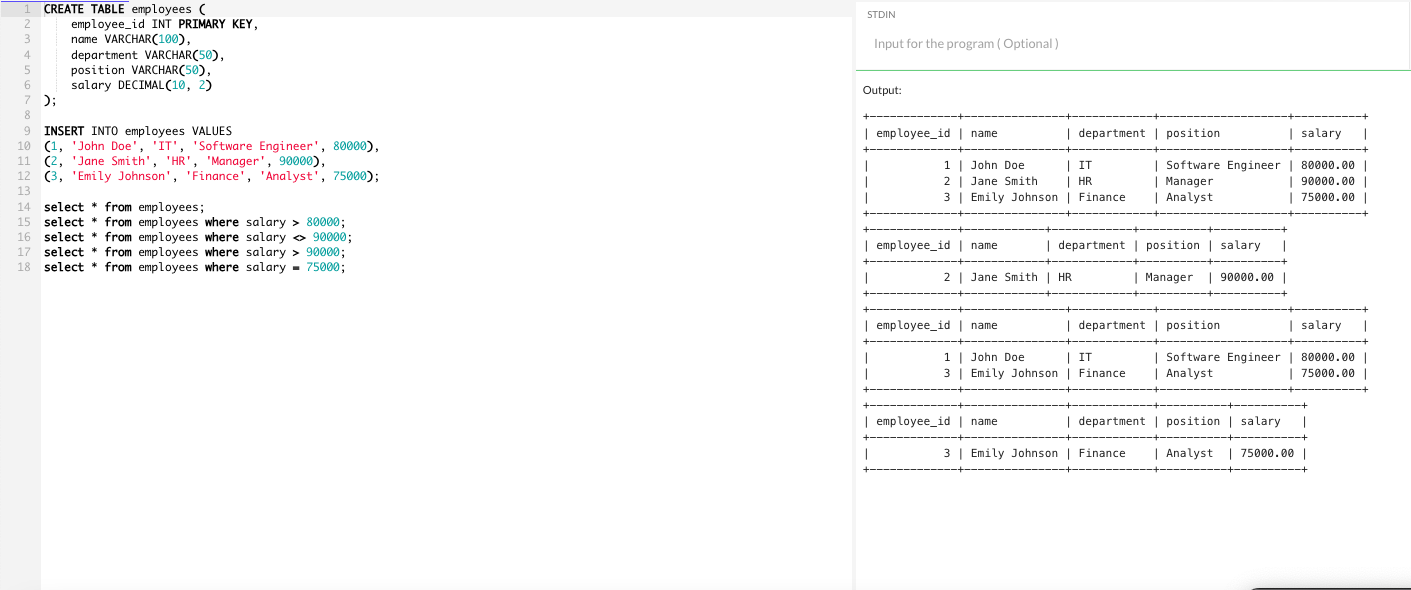 1 CREATE TABLE employees (
2 employee_id INT PRIMARY KEY,
3 name VARCHAR(100),
4 department VARCHAR(50),
5 position VARCHAR(50),
6 salary DECIMAL(10, 2)
7 );
8
9 INSERT INTO employees VALUES
10 (1, 'John Doe', 'IT', 'Software Engineer', 80000),
11 (2, 'Jane Smith', 'HR', 'Manager', 90000),
12 (3, 'Emily Johnson', 'Finance', 'Analyst', 75000);
13
14 select * from employees;
15 select * from employees where salary > 80000;
16 select * from employees where salary <> 90000;
17 select * from employees where salary > 90000;
18 select * from employees where salary = 75000;
STDIN
Input for the program ( Optional )
Output:
+-------------+---------------+------------+-------------------+----------+
| employee_id | name          | department | position          | salary   |
+-------------+---------------+------------+-------------------+----------+
|           1 | John Doe      | IT         | Software Engineer | 80000.00 |
|           2 | Jane Smith    | HR         | Manager           | 90000.00 |
|           3 | Emily Johnson | Finance    | Analyst           | 75000.00 |
+-------------+---------------+------------+-------------------+----------+
+-------------+------------+------------+----------+----------+
| employee_id | name       | department | position | salary   |
+-------------+------------+------------+----------+----------+
|           2 | Jane Smith | HR         | Manager  | 90000.00 |
+-------------+------------+------------+----------+----------+
+-------------+---------------+------------+-------------------+----------+
| employee_id | name          | department | position          | salary   |
+-------------+---------------+------------+-------------------+----------+
|           1 | John Doe      | IT         | Software Engineer | 80000.00 |
|           3 | Emily Johnson | Finance    | Analyst           | 75000.00 |
+-------------+---------------+------------+-------------------+----------+
+-------------+---------------+------------+----------+----------+
| employee_id | name          | department | position | salary   |
+-------------+---------------+------------+----------+----------+
|           3 | Emily Johnson | Finance    | Analyst  | 75000.00 |
+-------------+---------------+------------+----------+----------+